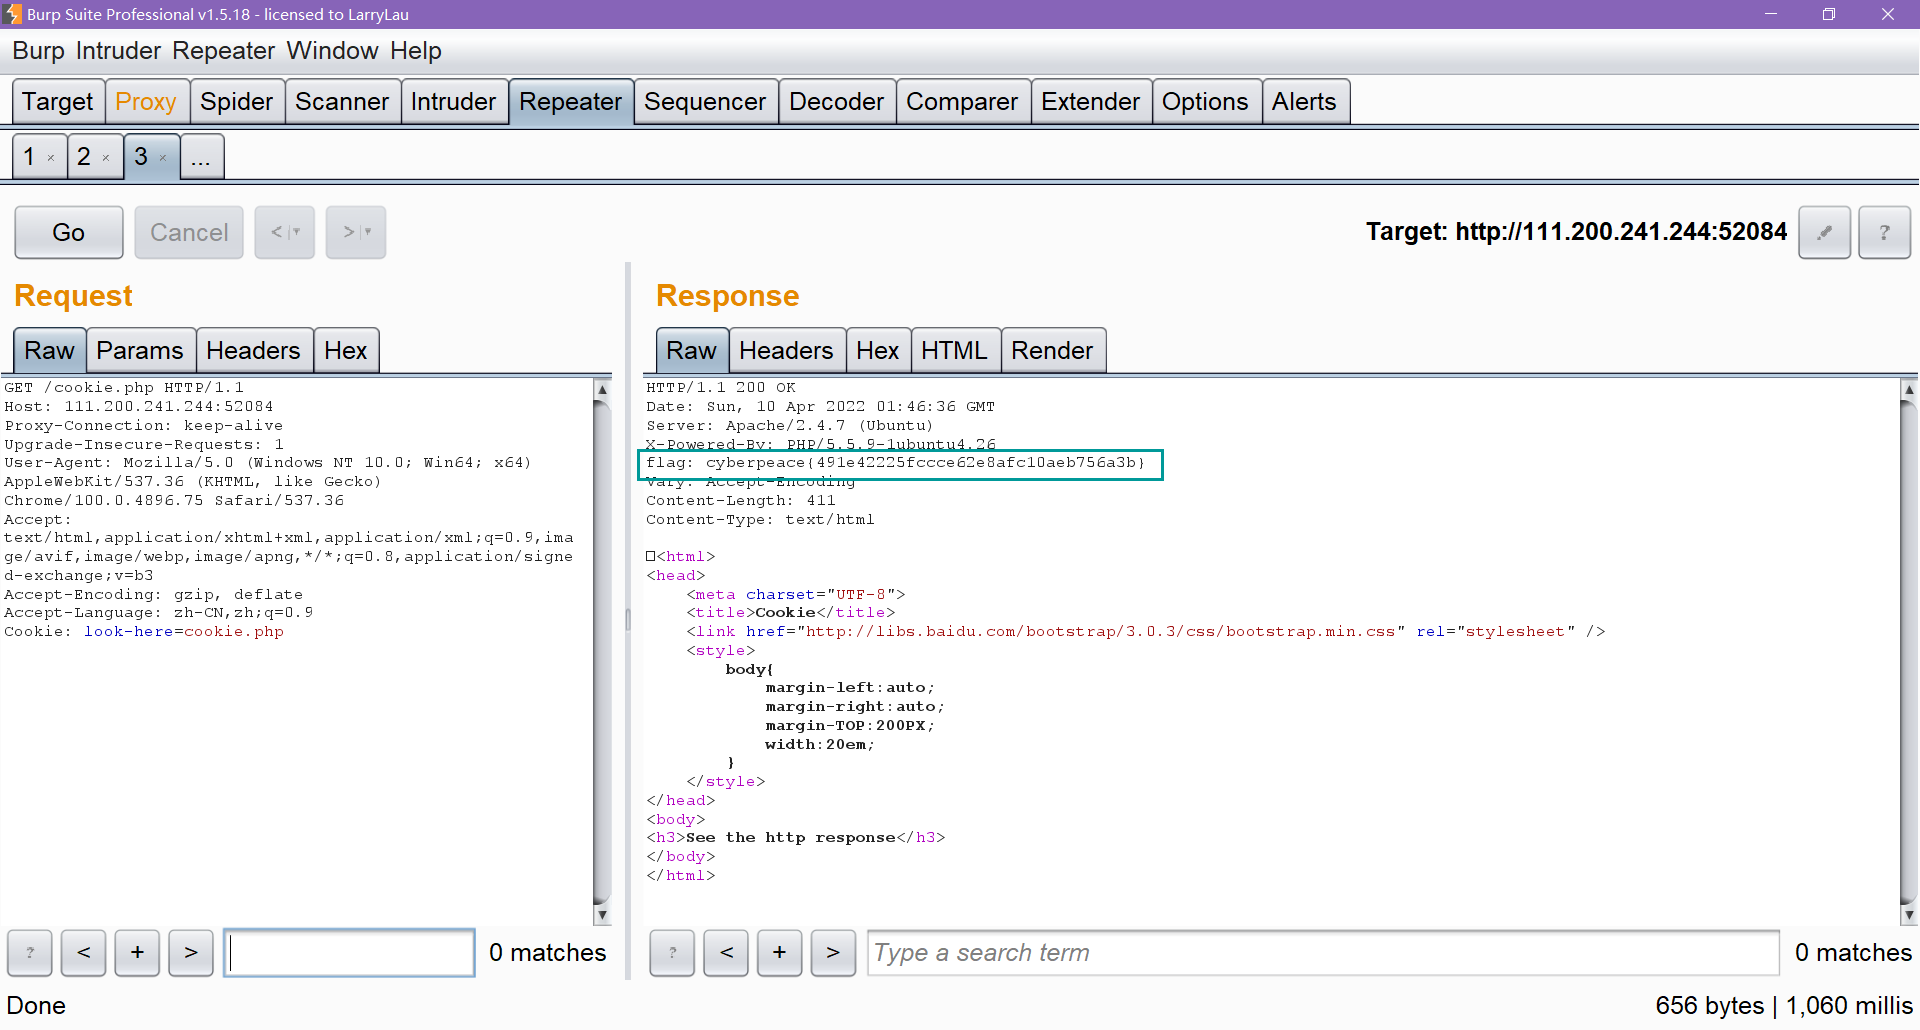 Burp Suite Professional v1.5.18 - licensed to LarryLau
Burp Intruder Repeater Window Help
Target Proxy Spider Scanner Intruder Repeater Sequencer Decoder Comparer Extender Options Alerts
1 × 2 × 3 × ...
Go Cancel < > Target: http://111.200.241.244:52084 ?
Request
Raw Params Headers Hex
GET /cookie.php HTTP/1.1
Host: 111.200.241.244:52084
Proxy-Connection: keep-alive
Upgrade-Insecure-Requests: 1
User-Agent: Mozilla/5.0 (Windows NT 10.0; Win64; x64)
AppleWebKit/537.36 (KHTML, like Gecko)
Chrome/100.0.4896.75 Safari/537.36
Accept:
text/html,application/xhtml+xml,application/xml;q=0.9,ima
ge/avif,image/webp,image/apng,*/*;q=0.8,application/signe
d-exchange;v=b3
Accept-Encoding: gzip, deflate
Accept-Language: zh-CN,zh;q=0.9
Cookie: look-here=cookie.php
? < + > 0 matches
Response
Raw Headers Hex HTML Render
HTTP/1.1 200 OK
Date: Sun, 10 Apr 2022 01:46:36 GMT
Server: Apache/2.4.7 (Ubuntu)
X-Powered-By: PHP/5.5.9-1ubuntu4.26
flag: cyberpeace{491e42225fccce62e8afc10aeb756a3b}
Vary: Accept-Encoding
Content-Length: 411
Content-Type: text/html
<html>
<head>
<meta charset="UTF-8">
<title>Cookie</title>
<link href="http://libs.baidu.com/bootstrap/3.0.3/css/bootstrap.min.css" rel="stylesheet" />
<style>
body{
margin-left:auto;
margin-right:auto;
margin-TOP:200PX;
width:20em;
}
</style>
</head>
<body>
<h3>See the http response</h3>
</body>
</html>
? < + > Type a search term 0 matches
Done 656 bytes | 1,060 millis